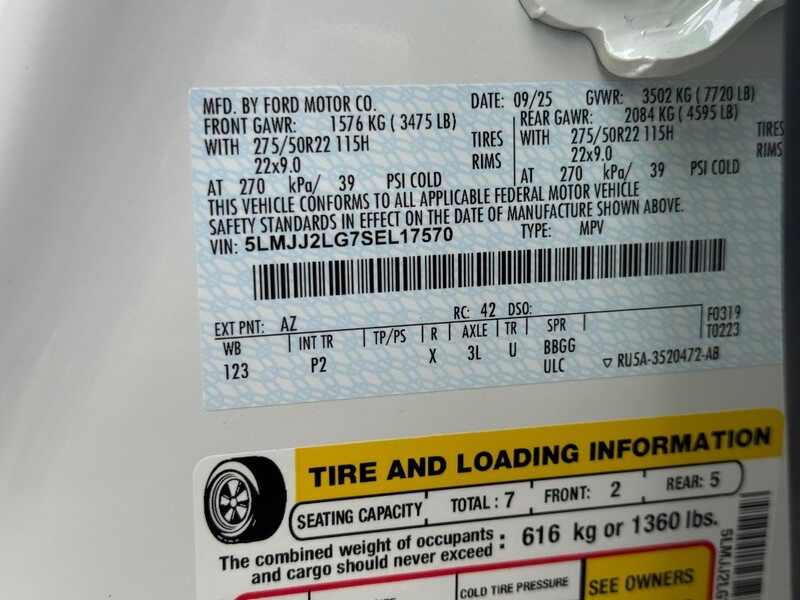 MFD. BY FORD MOTOR CO. DATE: 09/25 GVWR: 3502 KG ( 7720 LB)
FRONT GAWR: 1576 KG ( 3475 LB) REAR GAWR: 2084 KG ( 4595 LB)
WITH 275/50R22 115H TIRES WITH 275/50R22 115H TIRES
22x9.0 RIMS 22x9.0 RIMS
AT 270 kPa/ 39 PSI COLD AT 270 kPa/ 39 PSI COLD
THIS VEHICLE CONFORMS TO ALL APPLICABLE FEDERAL MOTOR VEHICLE
SAFETY STANDARDS IN EFFECT ON THE DATE OF MANUFACTURE SHOWN ABOVE.
VIN: 5LMJJ2LG7SEL17570 TYPE: MPV
EXT PNT: AZ RC: 42 DSO: F0319
T0223
WB INT TR TP/PS R AXLE TR SPR
123 P2 X 3L U BBGG
ULC
▽ RU5A-3520472-AB
TIRE AND LOADING INFORMATION
SEATING CAPACITY TOTAL : 7 FRONT: 2 REAR: 5
The combined weight of occupants and cargo should never exceed : 616 kg or 1360 lbs.
COLD TIRE PRESSURE
SEE OWNERS
5LMJJ2LG